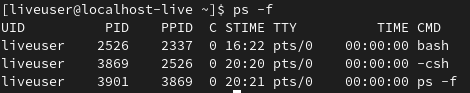 [liveuser@localhost-live ~]$ ps -f
UID          PID    PPID  C STIME TTY          TIME CMD
liveuser    2526    2337  0 16:22 pts/0    00:00:00 bash
liveuser    3869    2526  0 20:20 pts/0    00:00:00 -csh
liveuser    3901    3869  0 20:21 pts/0    00:00:00 ps -f